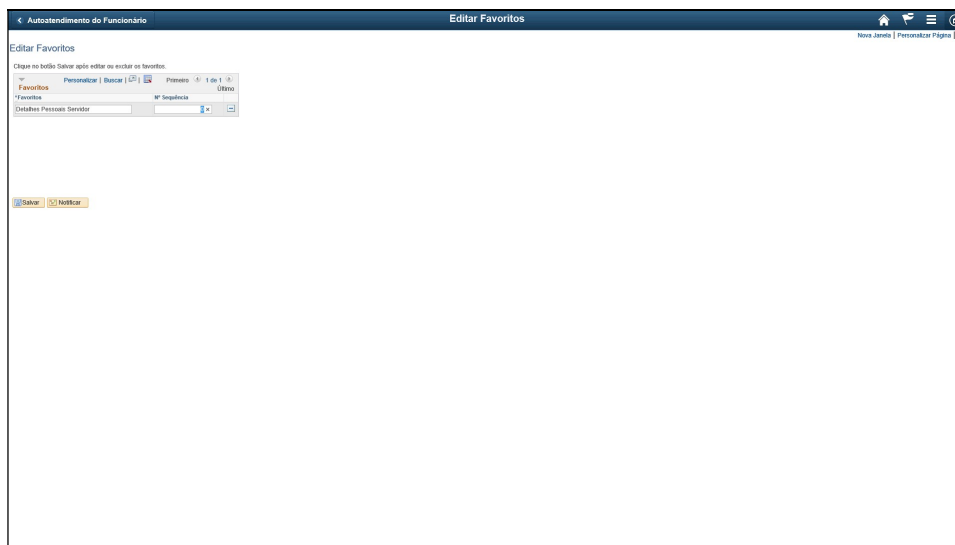 Autoatendimento do Funcionário
Editar Favoritos
Nova Janela | Personalizar Página |
Editar Favoritos
Clique no botão Salvar após editar ou excluir os favoritos.
Favoritos
Personalizar | Buscar | | Primeiro 1 de 1 Último
*Favoritos Nº Sequência
Detalhes Pessoais Servidor 0
Salvar Notificar